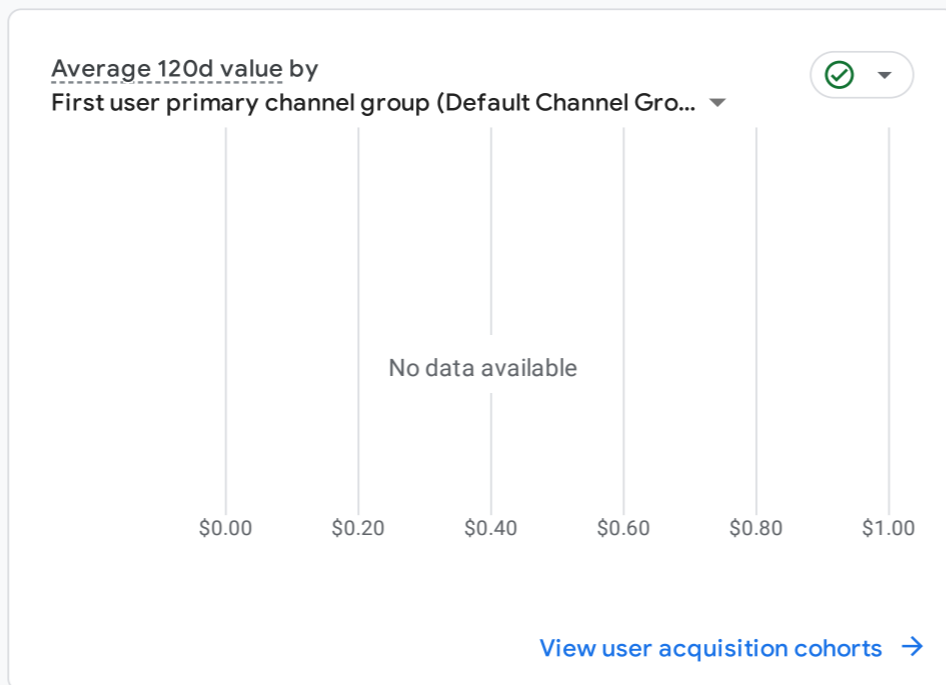 Average 120d value by
First user primary channel group (Default Channel Gro...
No data available
$0.00 $0.20 $0.40 $0.60 $0.80 $1.00
View user acquisition cohorts